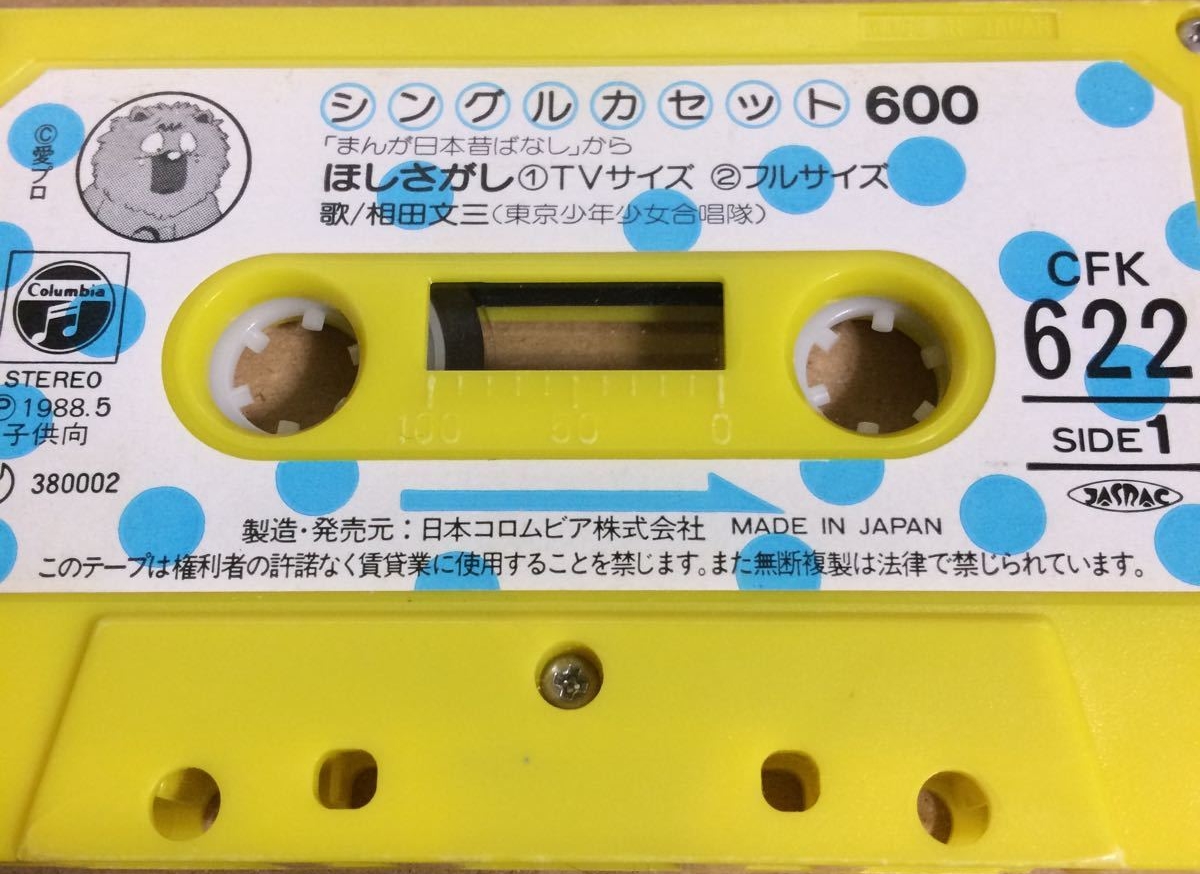 シングルカセット 600
「まんが日本昔ばなし」から
ほしさがし①TVサイズ ②フルサイズ
歌/相田文三(東京少年少女合唱隊)
©愛プロ
Columbia
STEREO
Ⓟ1988.5
子供向
380002
100 50 0
CFK
622
SIDE 1
JASRAC
製造・発売元:日本コロムビア株式会社 MADE IN JAPAN
このテープは権利者の許諾なく賃貸業に使用することを禁じます。また無断複製は法律で禁じられています。